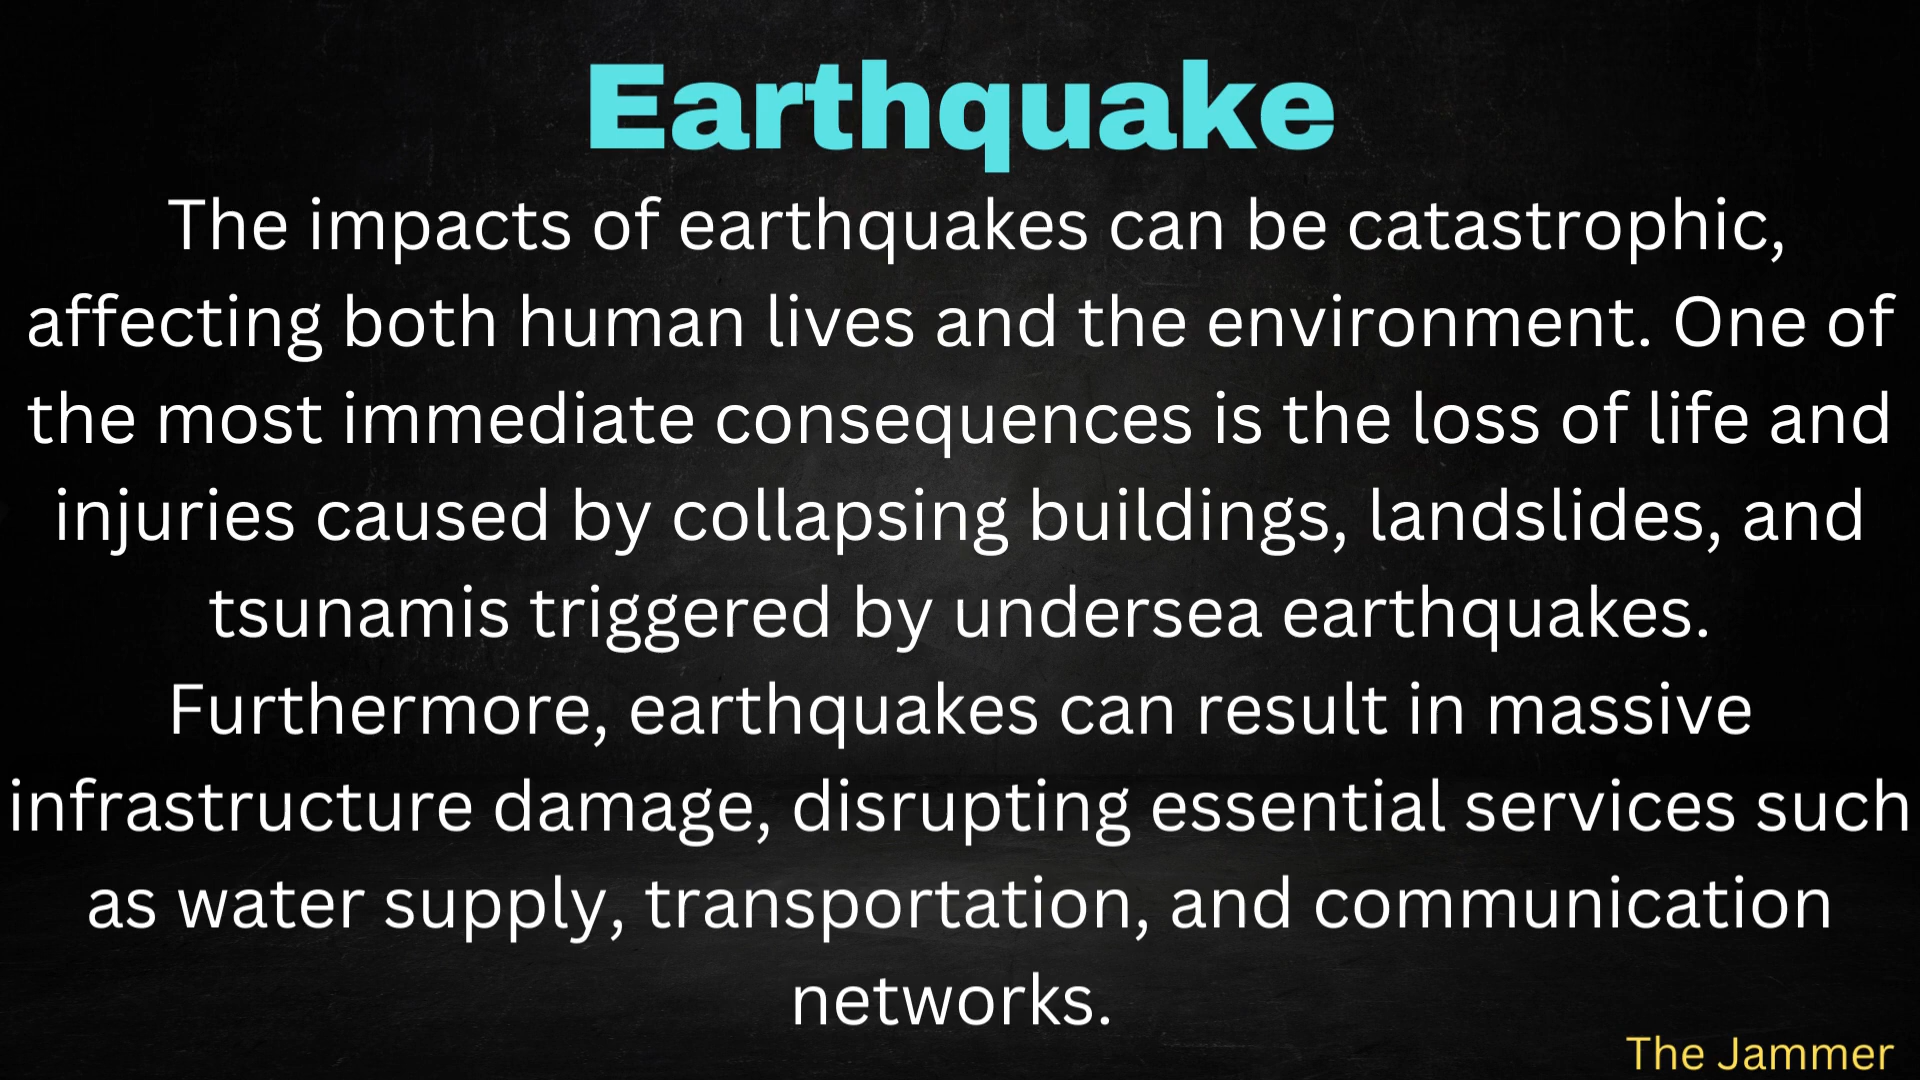 Earthquake
The impacts of earthquakes can be catastrophic,
affecting both human lives and the environment. One of
the most immediate consequences is the loss of life and
injuries caused by collapsing buildings, landslides, and
tsunamis triggered by undersea earthquakes.
Furthermore, earthquakes can result in massive
infrastructure damage, disrupting essential services such
as water supply, transportation, and communication
networks.
The Jammer